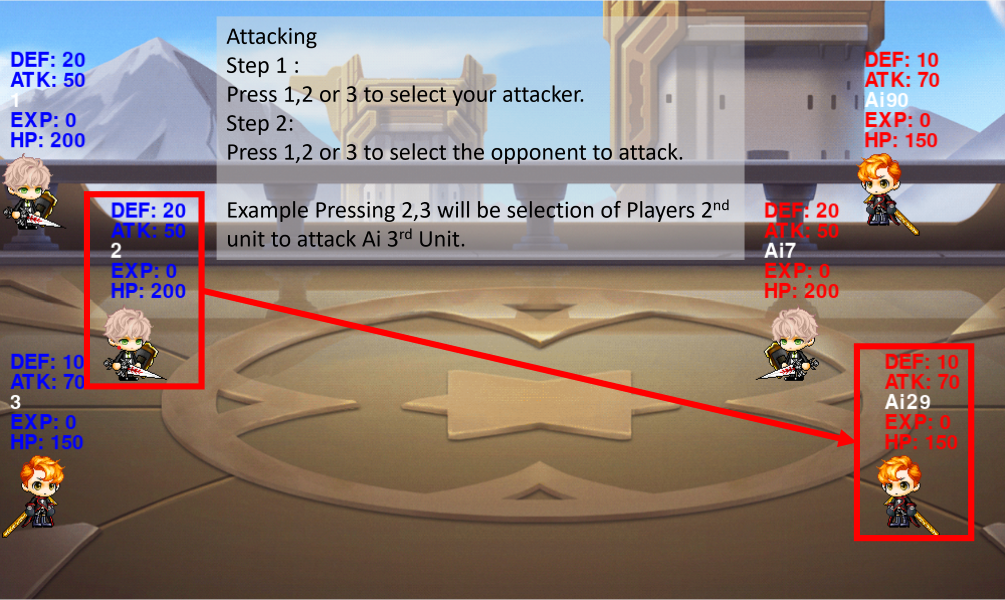 Attacking
Step 1 :
Press 1,2 or 3 to select your attacker.
Step 2:
Press 1,2 or 3 to select the opponent to attack.
Example Pressing 2,3 will be selection of Players 2nd
unit to attack Ai 3rd Unit.
DEF: 20
ATK: 50
1
EXP: 0
HP: 200
DEF: 20
ATK: 50
2
EXP: 0
HP: 200
DEF: 10
ATK: 70
3
EXP: 0
HP: 150
DEF: 10
ATK: 70
Ai90
EXP: 0
HP: 150
DEF: 20
ATK: 50
Ai7
EXP: 0
HP: 200
DEF: 10
ATK: 70
Ai29
EXP: 0
HP: 150